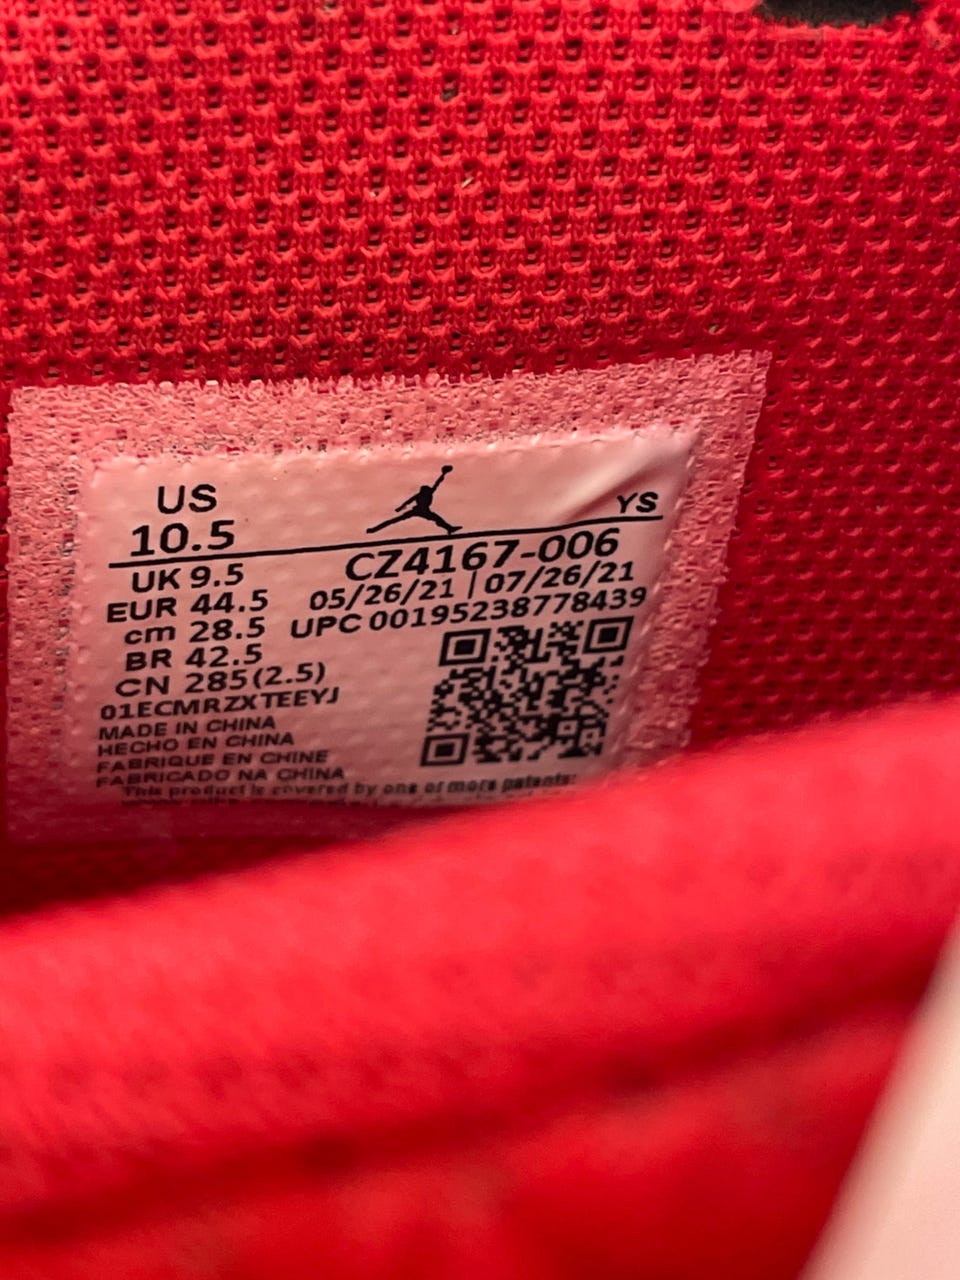 US
10.5
YS
UK 9.5
CZ4167-006
EUR 44.5
05/26/21 | 07/26/21
cm 28.5
UPC 00195238778439
BR 42.5
CN 285(2.5)
01ECMRZXTEEYJ
MADE IN CHINA
HECHO EN CHINA
FABRIQUE EN CHINE
FABRICADO NA CHINA
This product is covered by one or more patents: